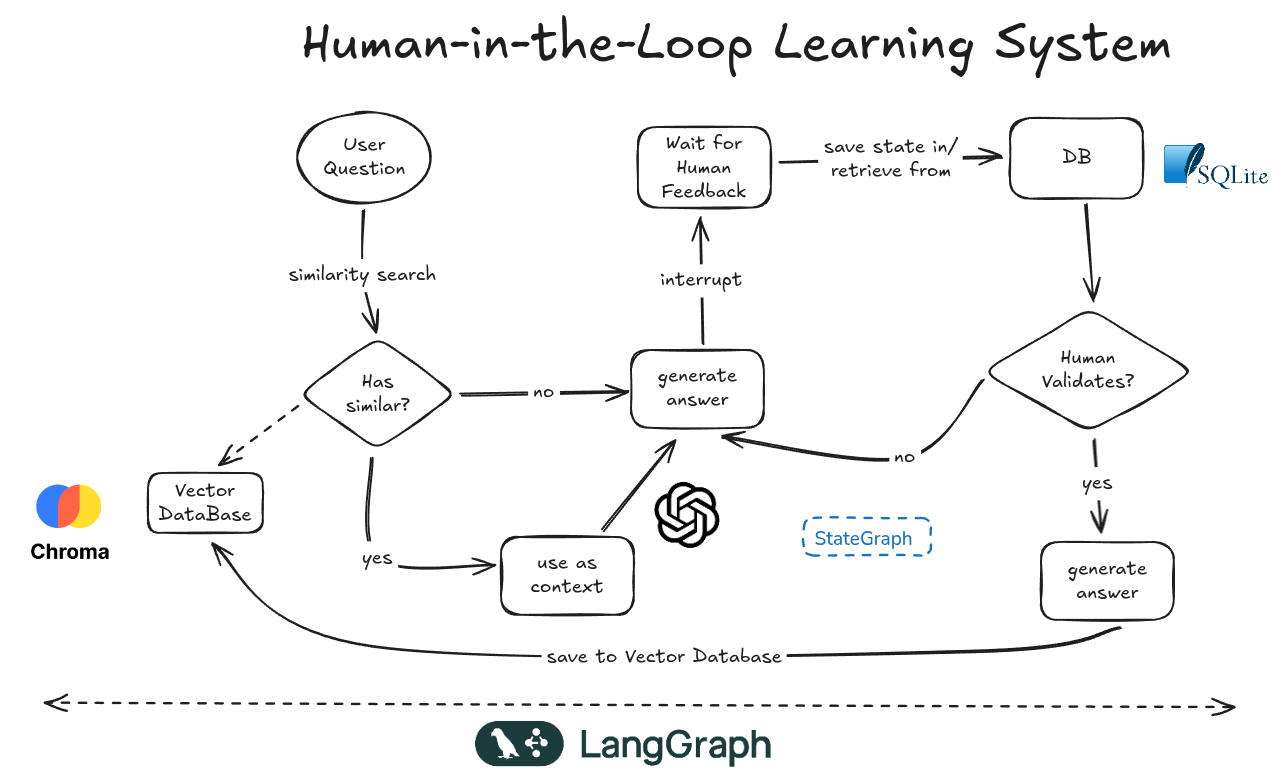 Human-in-the-Loop Learning System
User
Question
Wait for
Human
Feedback
save state in/
retrieve from
DB
SQLite
similarity search
interrupt
Has
similar?
no
generate
answer
Human
Validates?
no
yes
Vector
DataBase
Chroma
yes
use as
context
StateGraph
generate
answer
save to Vector Database
LangGraph